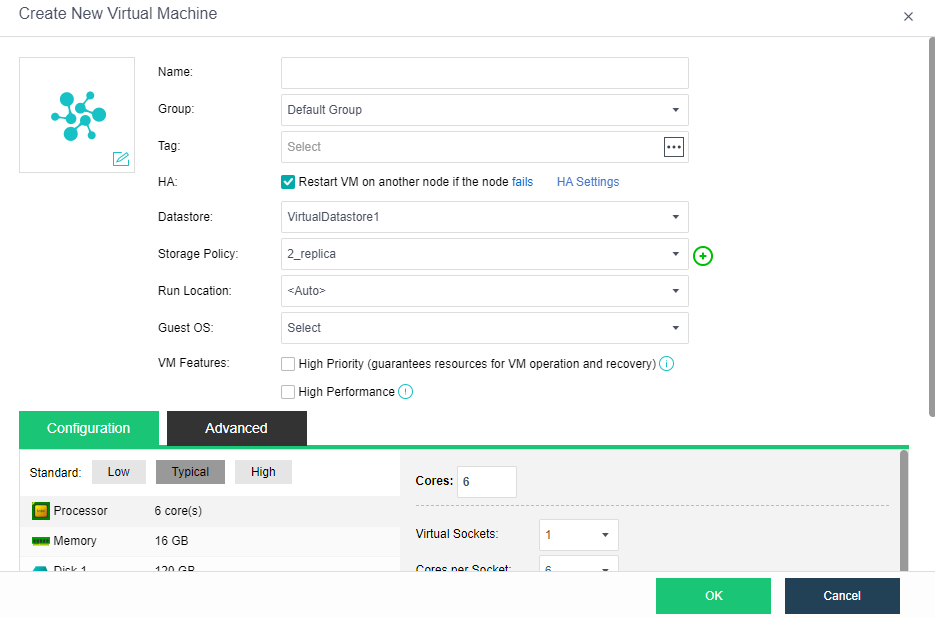 Create New Virtual Machine
Name:
Group: Default Group
Tag: Select
HA: Restart VM on another node if the node fails HA Settings
Datastore: VirtualDatastore1
Storage Policy: 2_replica
Run Location: <Auto>
Guest OS: Select
VM Features: High Priority (guarantees resources for VM operation and recovery)
High Performance
Configuration Advanced
Standard: Low Typical High
Cores: 6
Processor 6 core(s)
Virtual Sockets: 1
Memory 16 GB
Cores per Socket: 6
Disk 1 120 GB
OK Cancel